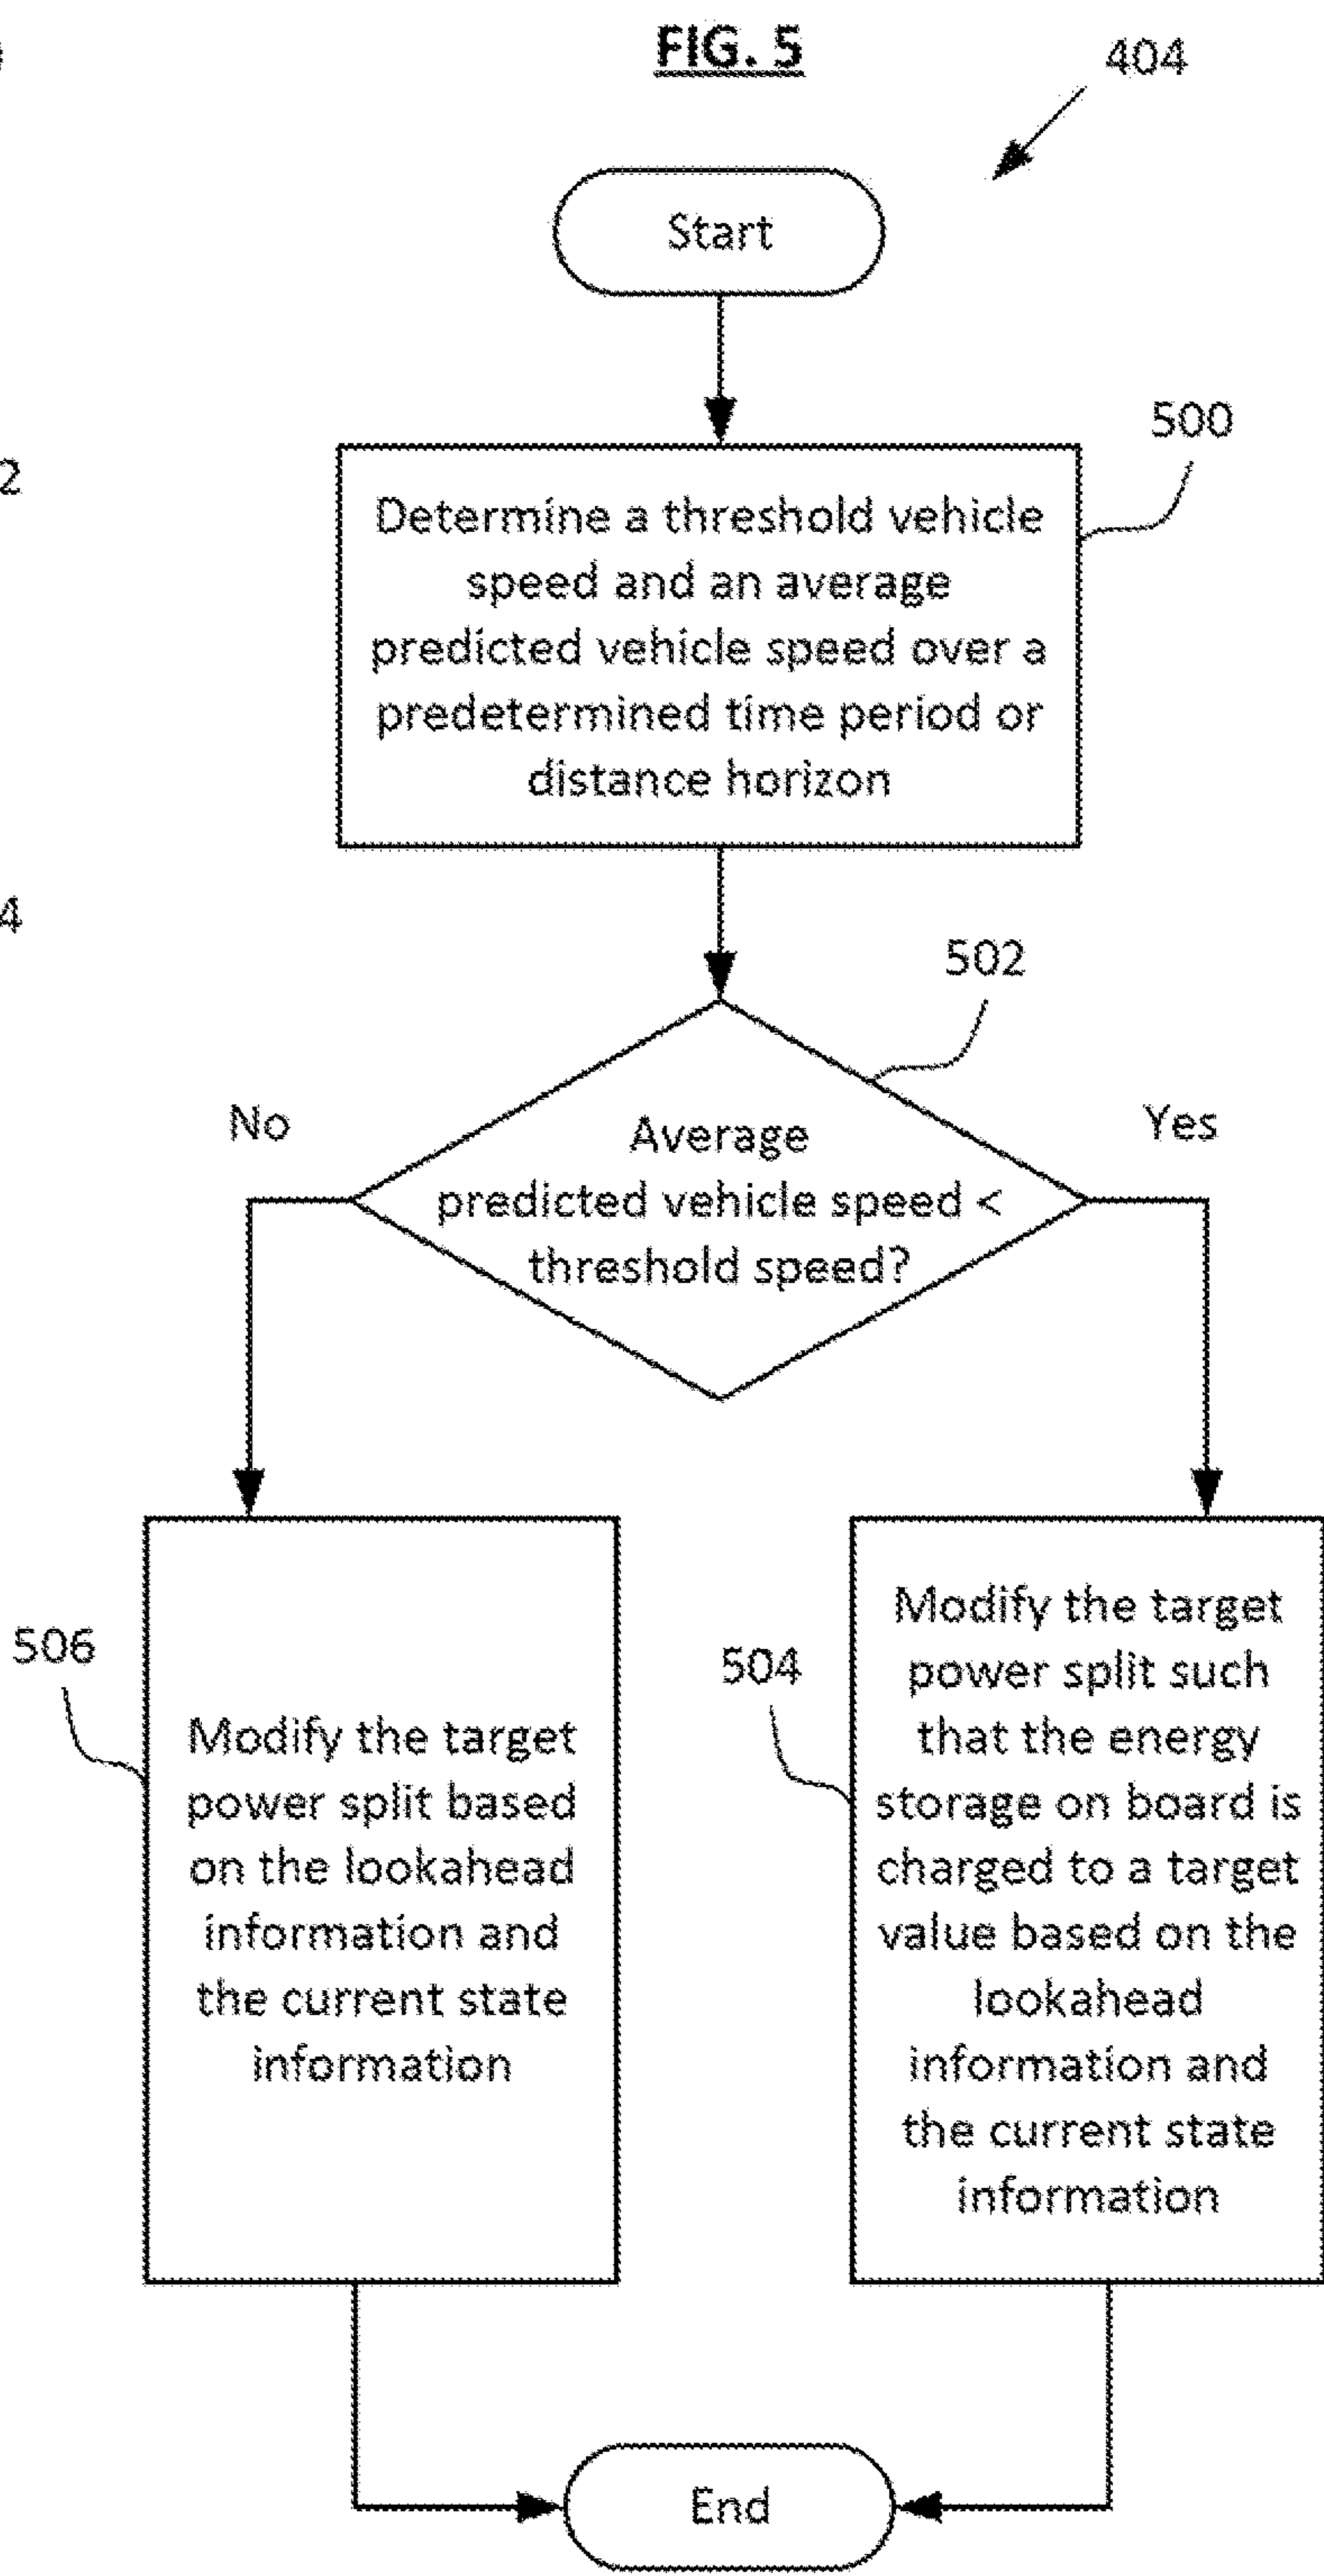 FIG. 5
404
Start
500
Determine a threshold vehicle
speed and an average
predicted vehicle speed over a
predetermined time period or
distance horizon
2
4
502
No
Yes
Average
predicted vehicle speed <
threshold speed?
506
Modify the target
power split based
on the lookahead
information and
the current state
information
504
Modify the target
power split such
that the energy
storage on board is
charged to a target
value based on the
lookahead
information and
the current state
information
End